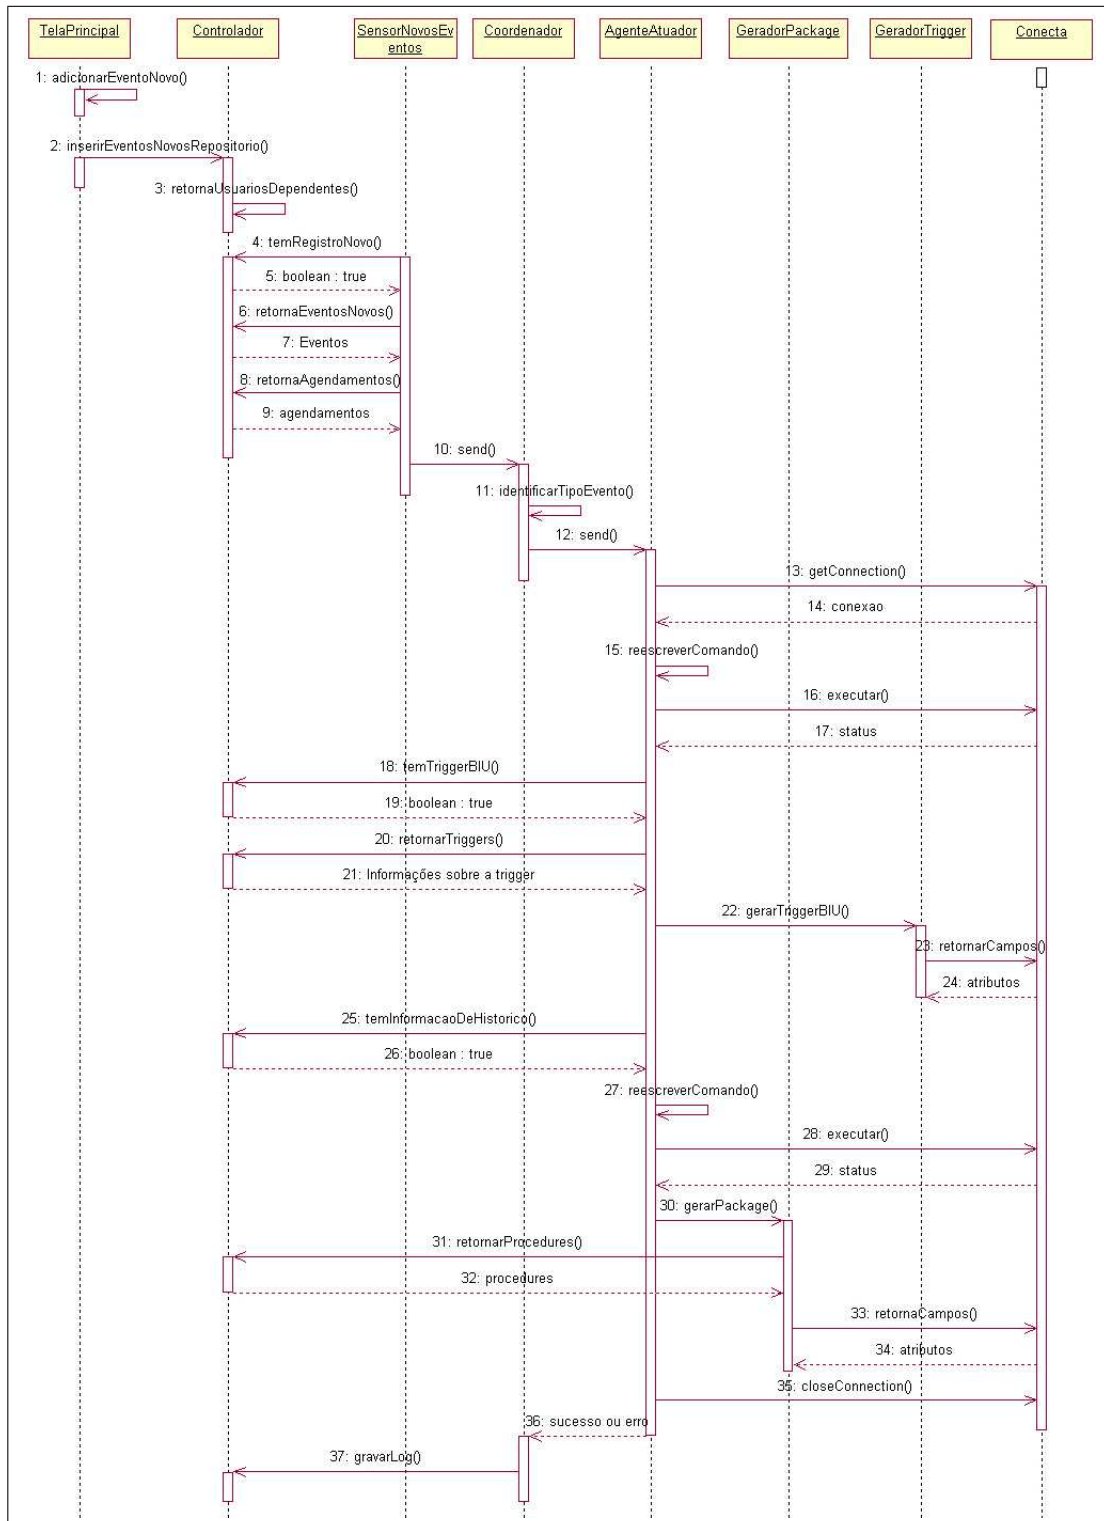 TelaPrincipal
Controlador
SensorNovosEv
entos
Coordenador
AgenteAtuador
GeradorPackage
GeradorTrigger
Conecta
1: adicionarEventoNovo()
2: inserirEventosNovosRepositorio()
3: retornaUsuariosDependentes()
4: temRegistroNovo()
5: boolean : true
6: retornaEventosNovos()
7: Eventos
8: retornaAgendamentos()
9: agendamentos
10: send()
11: identificarTipoEvento()
12: send()
13: getConnection()
14: conexao
15: reescreverComando()
16: executar()
17: status
18: temTriggerBIU()
19: boolean : true
20: retornarTriggers()
21: Informações sobre a trigger
22: gerarTriggerBIU()
23: retornarCampos()
24: atributos
25: temInformacaoDeHistorico()
26: boolean : true
27: reescreverComando()
28: executar()
29: status
30: gerarPackage()
31: retornarProcedures()
32: procedures
33: retornaCampos()
34: atributos
35: closeConnection()
36: sucesso ou erro
37: gravarLog()